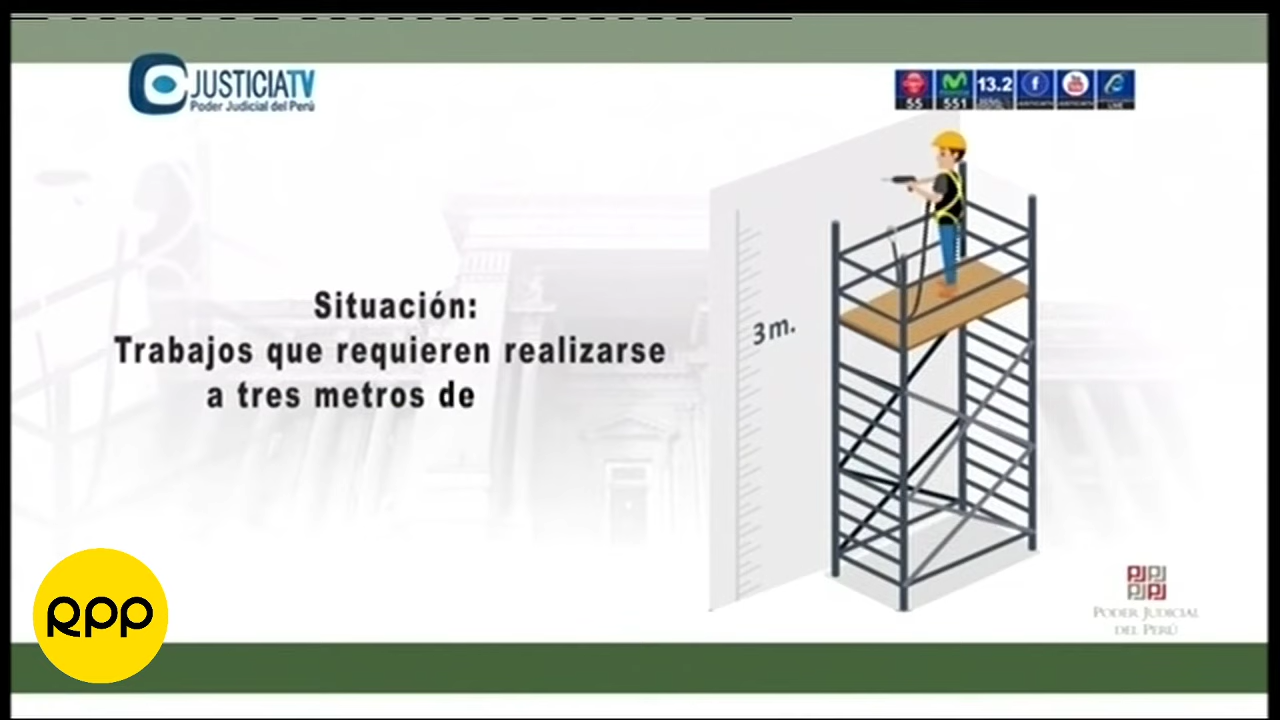 JUSTICIATV
Poder Judicial del Perú
55
551
13.2
Situación:
Trabajos que requieren realizarse
a tres metros de
3 m.
PODER JUDICIAL
DEL PERÚ
rpp